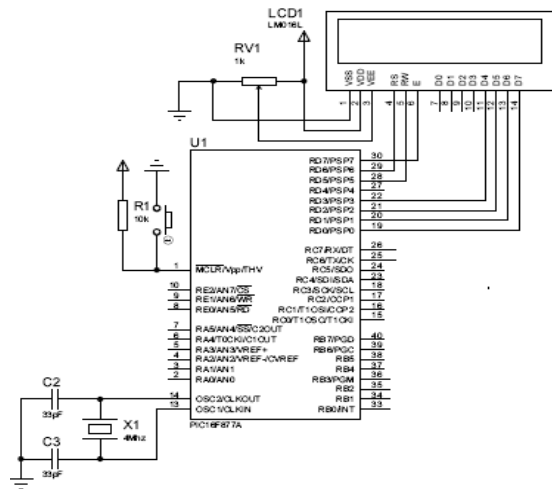 LCD1
LM016L
RV1
1k
VSS
VDD
VEE
RS
RW
E
D0
D1
D2
D3
D4
D5
D6
D7
1
2
3
4
5
6
7
8
9
10
11
12
13
14
U1
R1
10k
1 MCLR/Vpp/THV
10 RE2/AN7/CS
9 RE1/AN6/WR
8 RE0/AN5/RD
7 RA5/AN4/SS/C2OUT
6 RA4/T0CKI/C1OUT
5 RA3/AN3/VREF+
4 RA2/AN2/VREF-/CVREF
3 RA1/AN1
2 RA0/AN0
14 OSC2/CLKOUT
13 OSC1/CLKIN
RD7/PSP7 30
RD6/PSP6 29
RD5/PSP5 28
RD4/PSP4 27
RD3/PSP3 22
RD2/PSP2 21
RD1/PSP1 20
RD0/PSP0 19
RC7/RX/DT 26
RC6/TX/CK 25
RC5/SDO 24
RC4/SDI/SDA 23
RC3/SCK/SCL 18
RC2/CCP1 17
RC1/T1OSI/CCP2 16
RC0/T1OSO/T1CKI 15
RB7/PGD 40
RB6/PGC 39
RB5 38
RB4 37
RB3/PGM 36
RB2 35
RB1 34
RB0/INT 33
PIC16F877A
C2
33pF
C3
33pF
X1
4Mhz